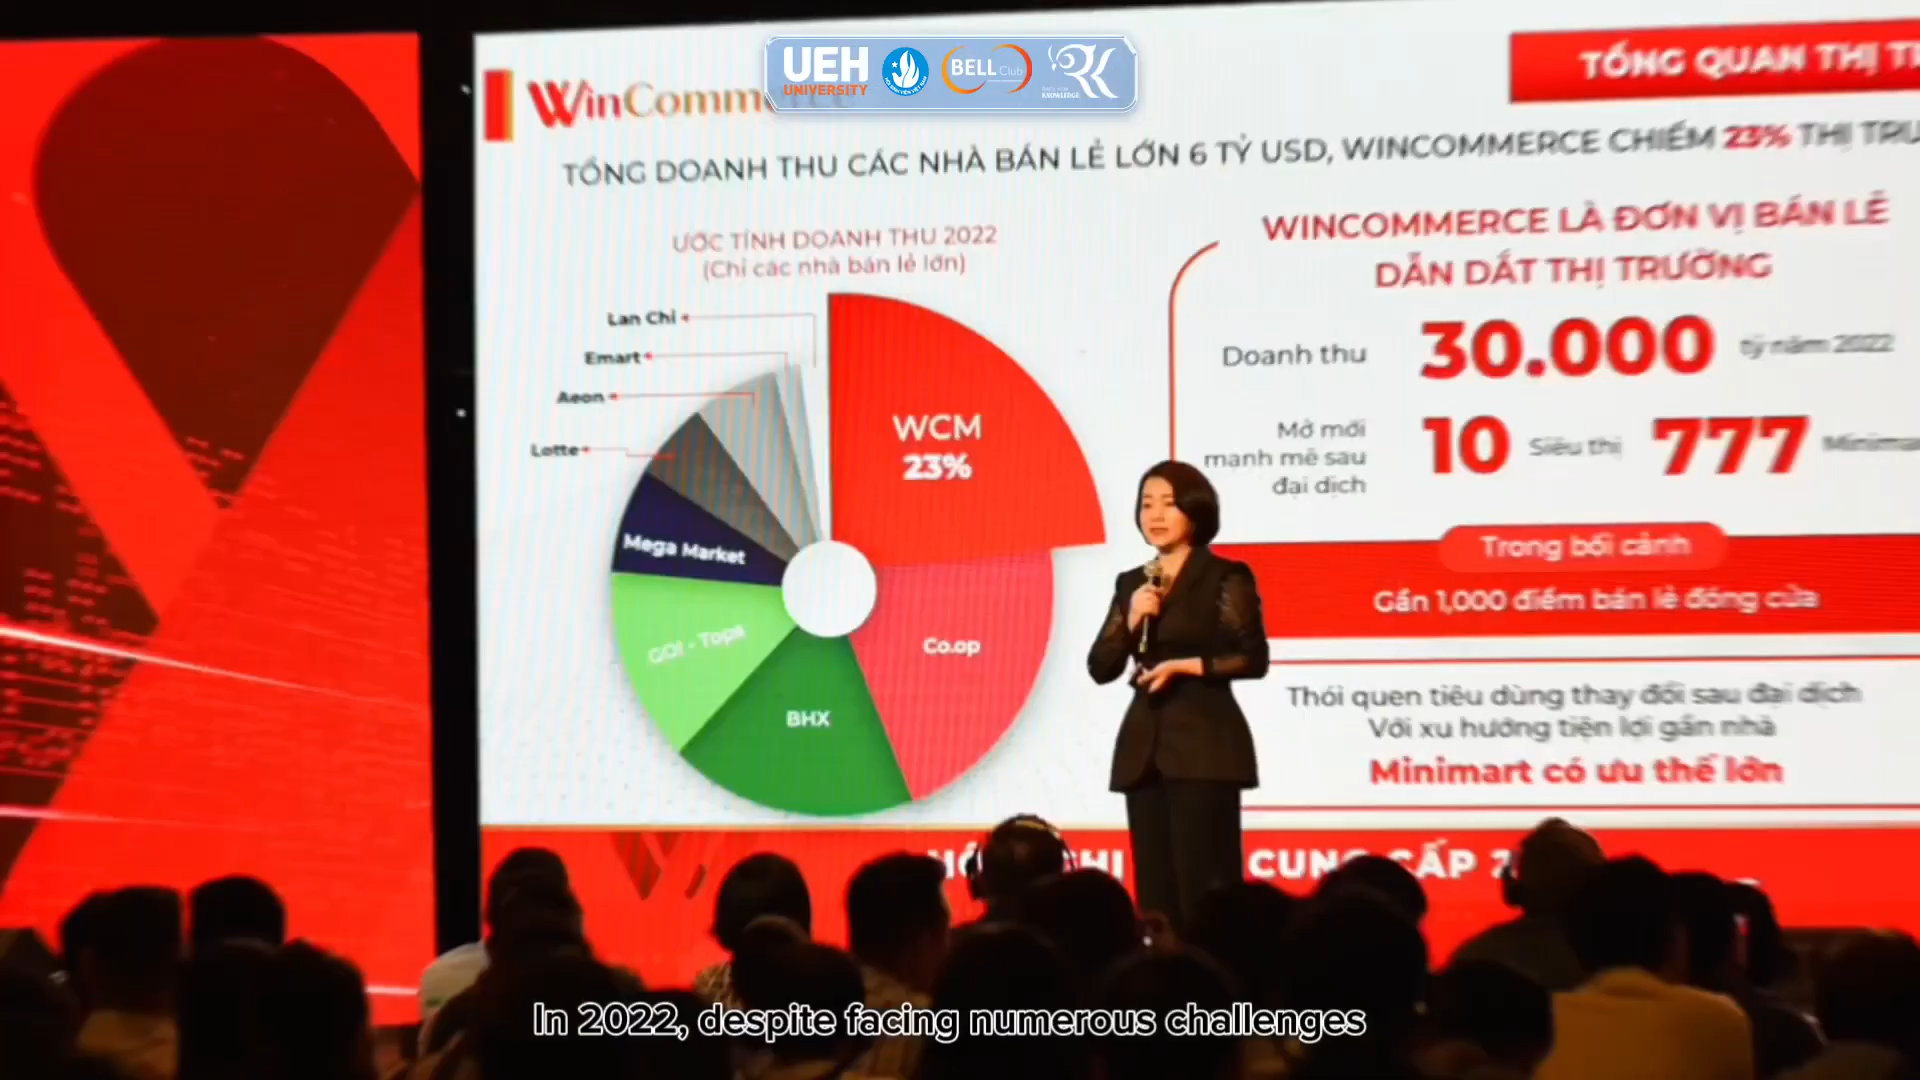 UEH
UNIVERSITY
BELL Club
RK
KNOWLEDGE
WinCommerce
TỔNG QUAN THỊ
TỔNG DOANH THU CÁC NHÀ BÁN LẺ LỚN 6 TỶ USD, WINCOMMERCE CHIẾM 23% THỊ
ƯỚC TÍNH DOANH THU 2022
(Chỉ các nhà bán lẻ lớn)
Lan Chi
Emart
Aeon
Lotte
WCM
23%
Mega Market
GO! - Tops
BHX
Co.op
WINCOMMERCE LÀ ĐƠN VỊ BÁN LẺ
DẪN DẮT THỊ TRƯỜNG
Doanh thu 30.000 tỷ năm 2022
Mở mới
mạnh mẽ sau
đại dịch
10 Siêu thị 777
Trong bối cảnh
Gần 1,000 điểm bán lẻ đóng cửa
Thói quen tiêu dùng thay đổi sau đại dịch
Với xu hướng tiện lợi gần nhà
Minimart có ưu thế lớn
CUNG CẤP
In 2022, despite facing numerous challenges